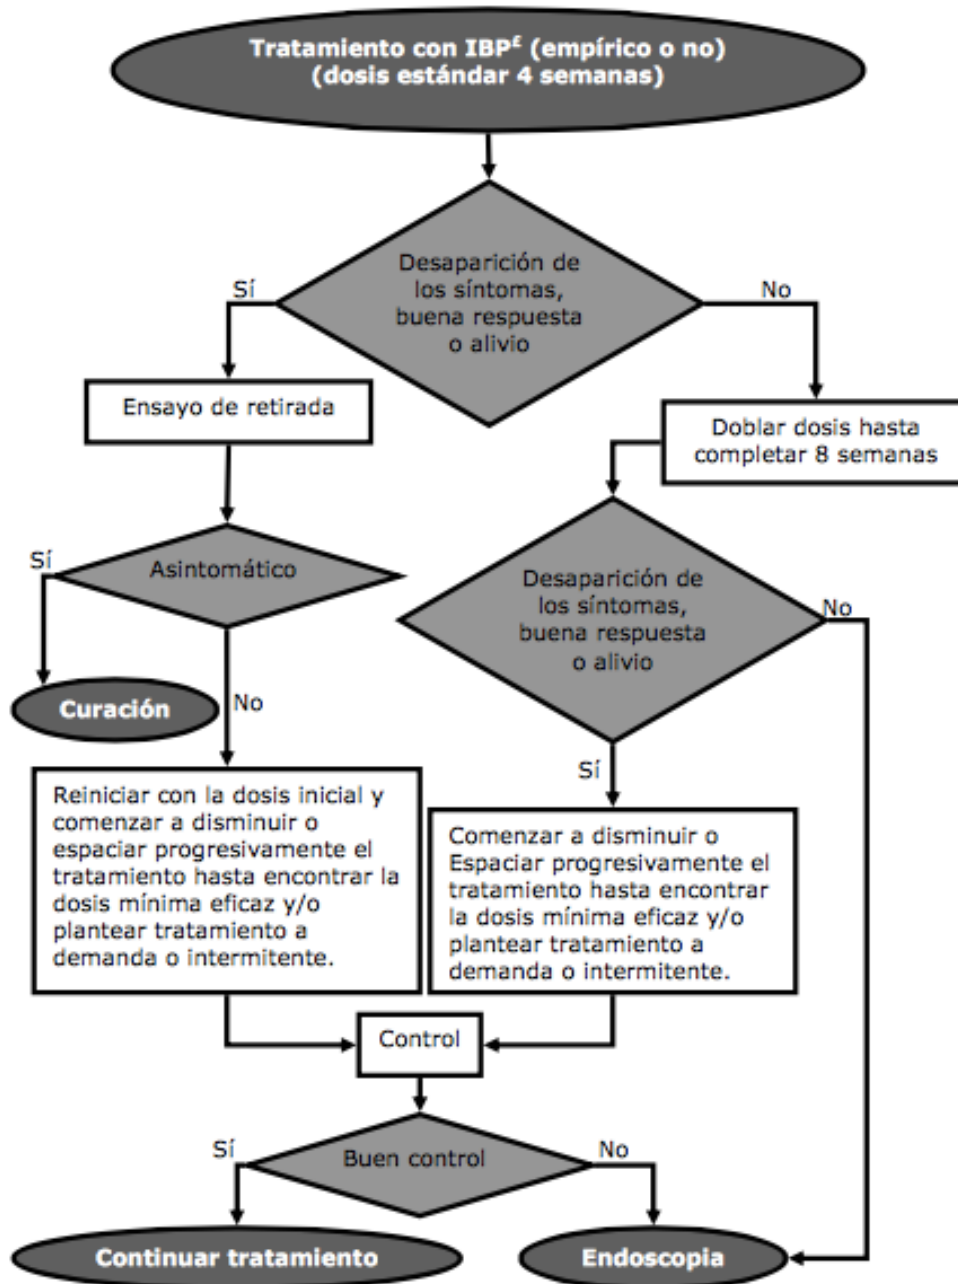 Tratamiento con IBP£ (empírico o no)
(dosis estándar 4 semanas)
Desaparición de
los síntomas,
buena respuesta
o alivio
Sí
No
Ensayo de retirada
Doblar dosis hasta
completar 8 semanas
Sí
Asintomático
Desaparición de
los síntomas,
buena respuesta
o alivio
No
Curación
No
Sí
Reiniciar con la dosis inicial y
comenzar a disminuir o
espaciar progresivamente el
tratamiento hasta encontrar la
dosis mínima eficaz y/o
plantear tratamiento a
demanda o intermitente.
Comenzar a disminuir o
Espaciar progresivamente el
tratamiento hasta encontrar
la dosis mínima eficaz y/o
plantear tratamiento a
demanda o intermitente.
Control
Sí
Buen control
No
Continuar tratamiento
Endoscopia